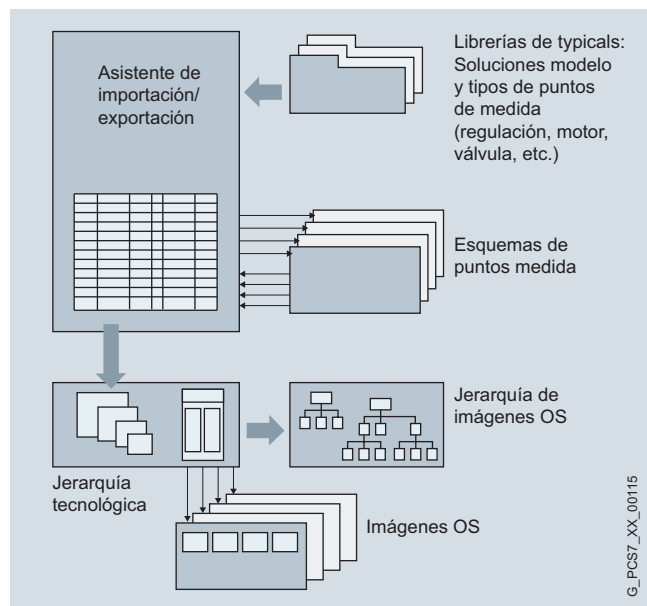 Asistente de
importación/
exportación
Librerías de typicals:
Soluciones modelo
y tipos de puntos
de medida
(regulación, motor,
válvula, etc.)
Esquemas de
puntos medida
Jerarquía de
imágenes OS
Jerarquía
tecnológica
Imágenes OS
G_PCS7_XX_00115